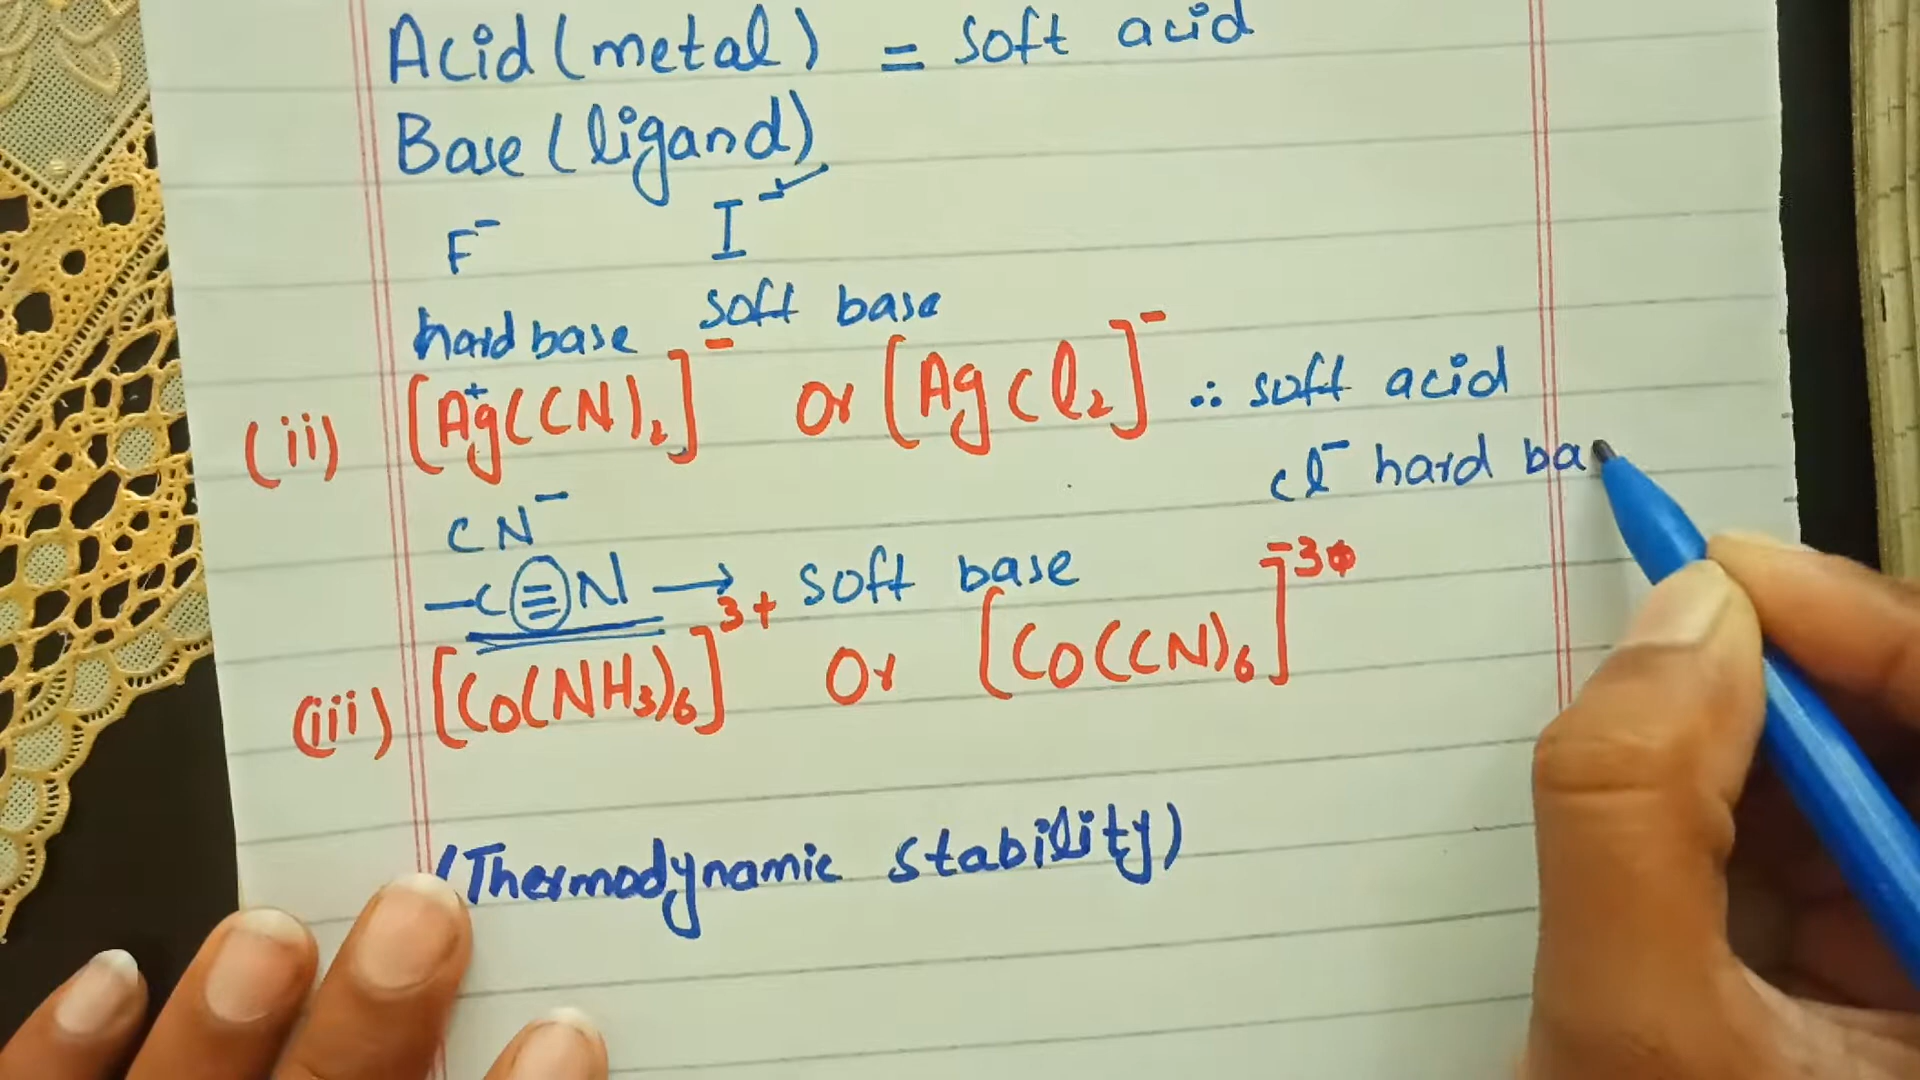 Acid (metal) = soft acid
Base (ligand)
F⁻ I⁻
hard base soft base
(ii) [Ag⁺(CN)₂]⁻ or [AgCl₂]⁻ ∴ soft acid
Cl⁻ hard ba
CN⁻
—C≡N → soft base
(iii) [Co(NH₃)₆]³⁺ Or [Co(CN)₆]⁻³
(Thermodynamic stability)